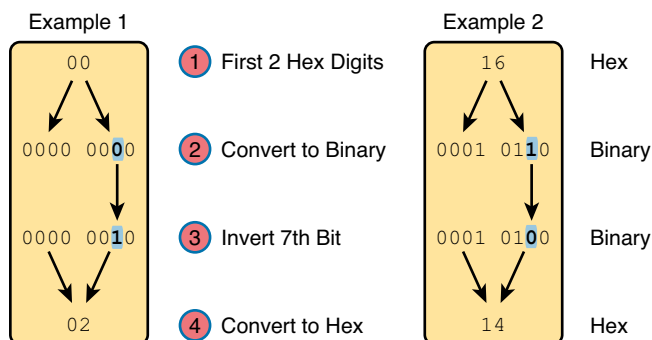 Example 1 Example 2
00 1 First 2 Hex Digits 16 Hex
0000 0000 2 Convert to Binary 0001 0110 Binary
0000 0010 3 Invert 7th Bit 0001 0100 Binary
02 4 Convert to Hex 14 Hex